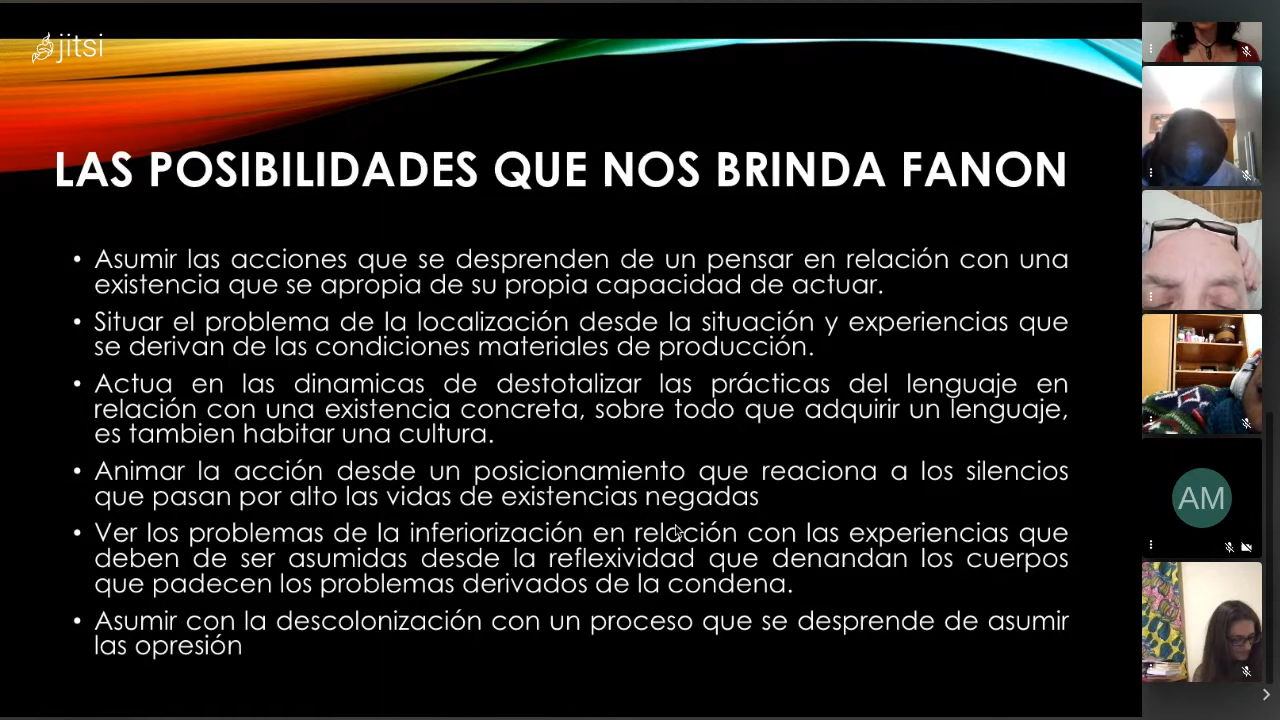 jitsi
LAS POSIBILIDADES QUE NOS BRINDA FANON
• Asumir las acciones que se desprenden de un pensar en relación con una
existencia que se apropia de su propia capacidad de actuar.
• Situar el problema de la localización desde la situación y experiencias que
se derivan de las condiciones materiales de producción.
• Actua en las dinamicas de destotalizar las prácticas del lenguaje en
relación con una existencia concreta, sobre todo que adquirir un lenguaje,
es tambien habitar una cultura.
• Animar la acción desde un posicionamiento que reaciona a los silencios
que pasan por alto las vidas de existencias negadas
• Ver los problemas de la inferiorización en relación con las experiencias que
deben de ser asumidas desde la reflexividad que denandan los cuerpos
que padecen los problemas derivados de la condena.
• Asumir con la descolonización con un proceso que se desprende de asumir
las opresión
AM